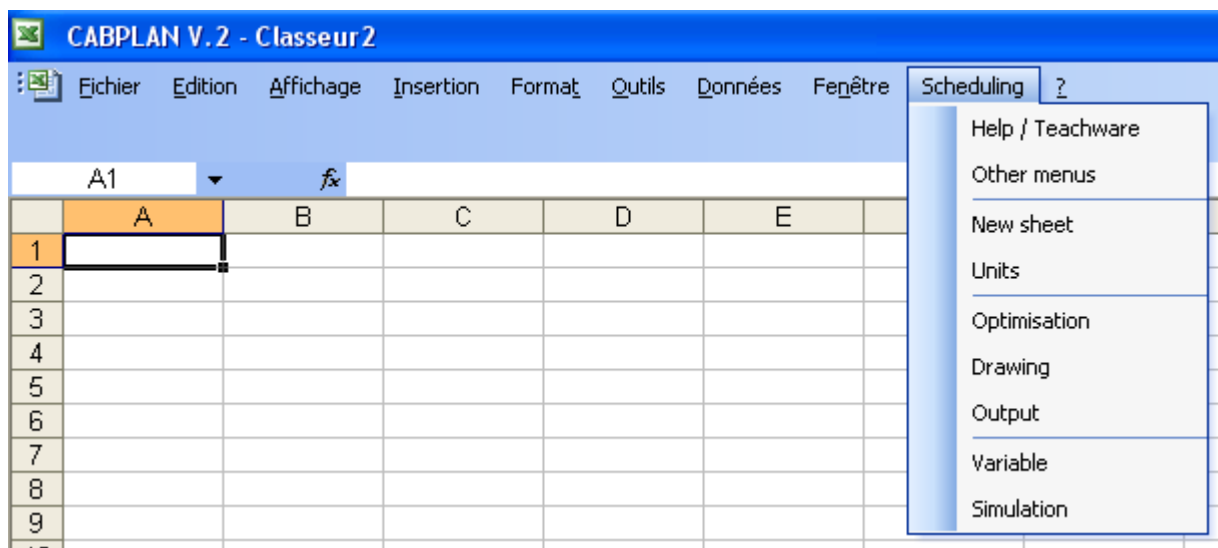 CABPLAN V.2 - Classeur2
Fichier Edition Affichage Insertion Format Outils Données Fenêtre Scheduling ?
Help / Teachware
Other menus
New sheet
Units
Optimisation
Drawing
Output
Variable
Simulation
A1 fx
A B C D E
1
2
3
4
5
6
7
8
9